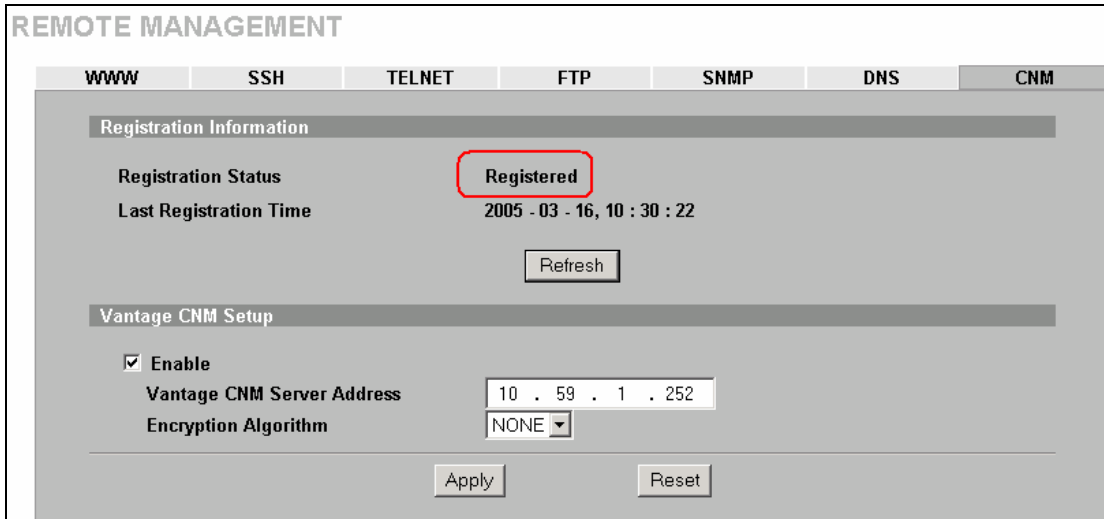 REMOTE MANAGEMENT
WWW SSH TELNET FTP SNMP DNS CNM
Registration Information
Registration Status Registered
Last Registration Time 2005 - 03 - 16, 10 : 30 : 22
Refresh
Vantage CNM Setup
Enable
Vantage CNM Server Address 10 . 59 . 1 . 252
Encryption Algorithm NONE
Apply Reset